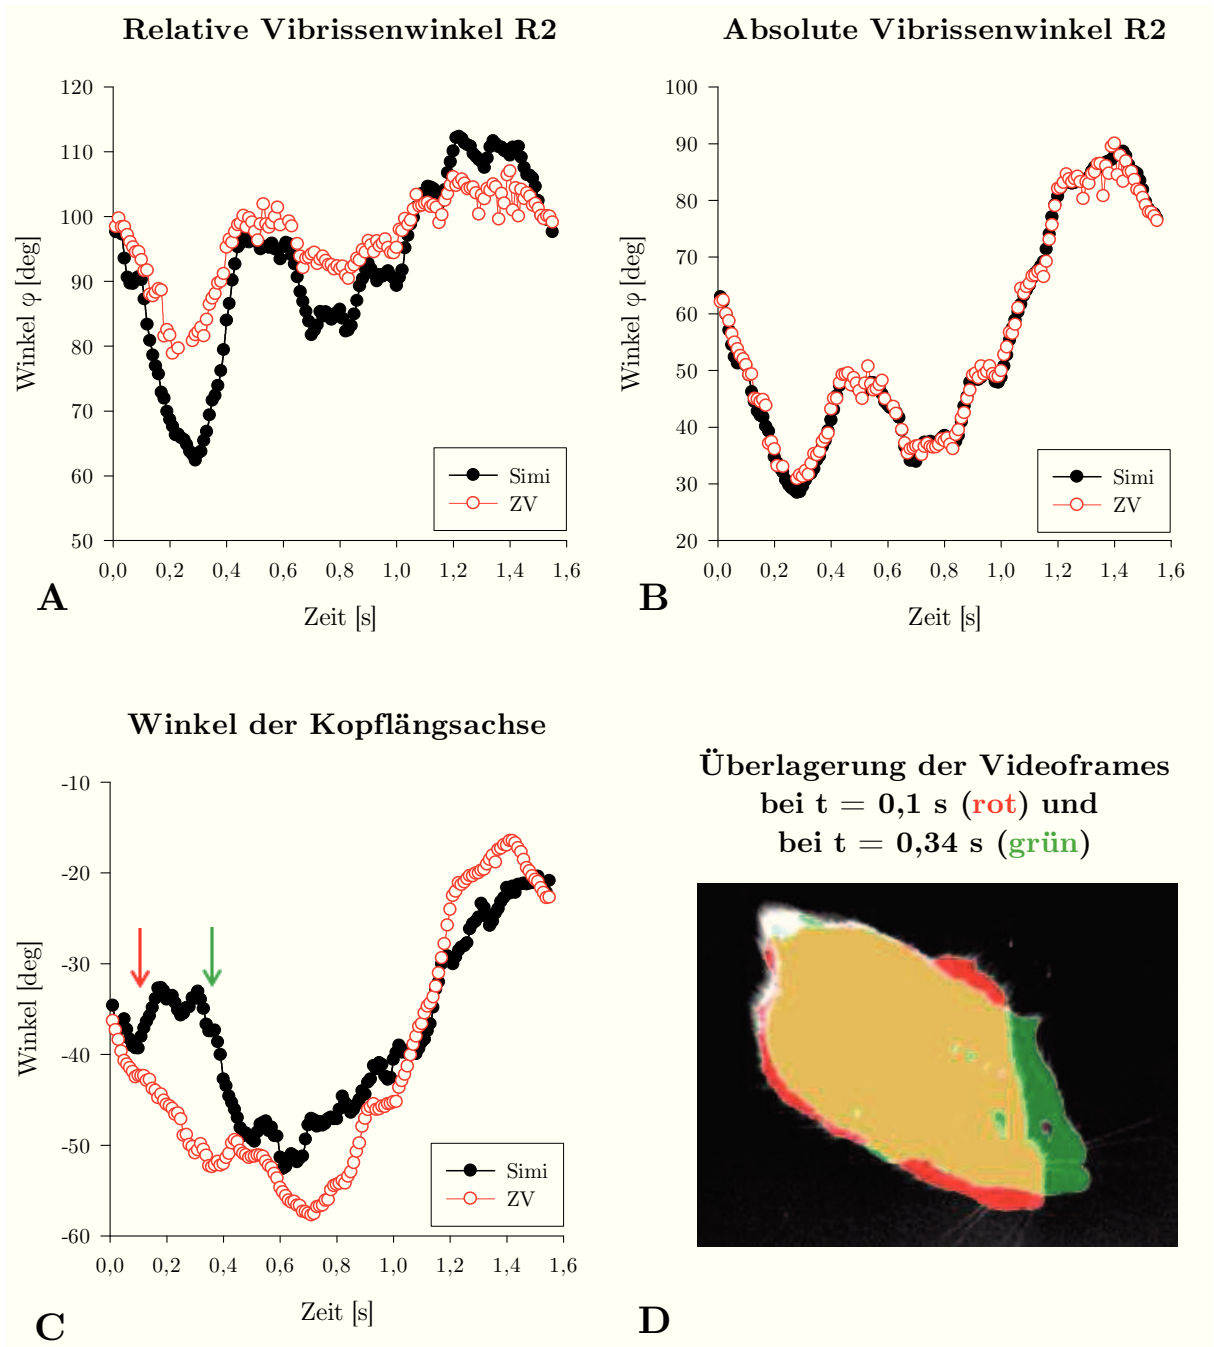 Relative Vibrissenwinkel R2
120
110
100
90
80
70
60
50
Winkel φ [deg]
Simi
ZV
0,0 0,2 0,4 0,6 0,8 1,0 1,2 1,4 1,6
Zeit [s]
A
Absolute Vibrissenwinkel R2
100
90
80
70
60
50
40
30
20
Winkel φ [deg]
Simi
ZV
0,0 0,2 0,4 0,6 0,8 1,0 1,2 1,4 1,6
Zeit [s]
B
Winkel der Kopflängsachse
-10
-20
-30
-40
-50
-60
Winkel [deg]
Simi
ZV
0,0 0,2 0,4 0,6 0,8 1,0 1,2 1,4 1,6
Zeit [s]
C
Überlagerung der Videoframes
bei t = 0,1 s (rot) und
bei t = 0,34 s (grün)
D